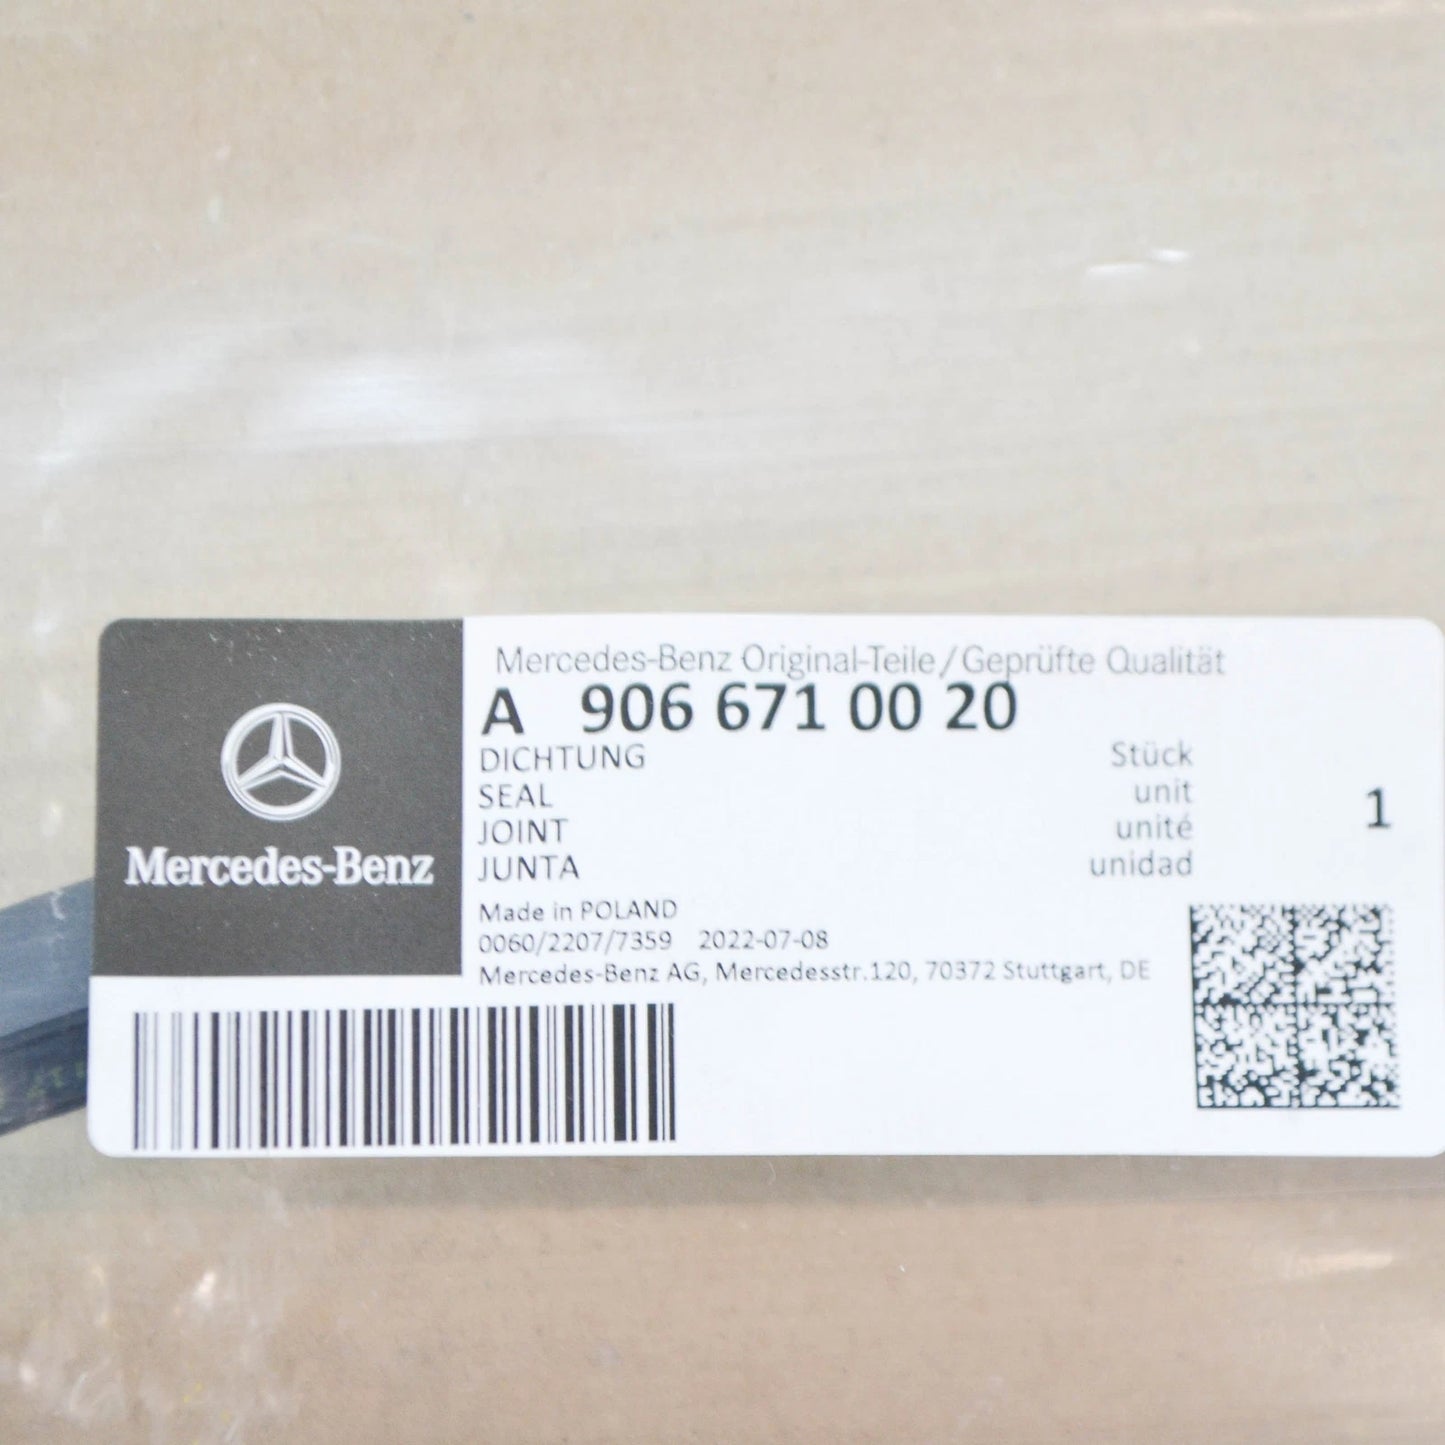 Mercedes-Benz
Mercedes-Benz Original-Teile/Geprüfte Qualität
A 906 671 00 20
DICHTUNG Stück
SEAL unit
JOINT unité
JUNTA unidad
1
Made in POLAND
0060/2207/7359 2022-07-08
Mercedes-Benz AG, Mercedesstr.120, 70372 Stuttgart, DE